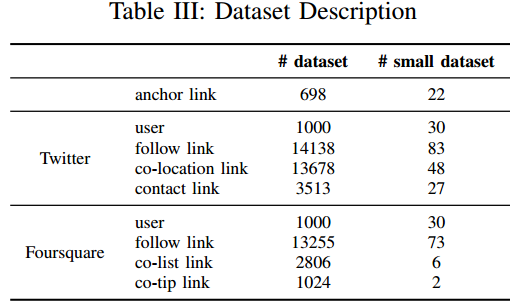 Table III: Dataset Description
# dataset # small dataset
anchor link 698 22
user 1000 30
follow link 14138 83
Twitter
co-location link 13678 48
contact link 3513 27
user 1000 30
follow link 13255 73
Foursquare
co-list link 2806 6
co-tip link 1024 2